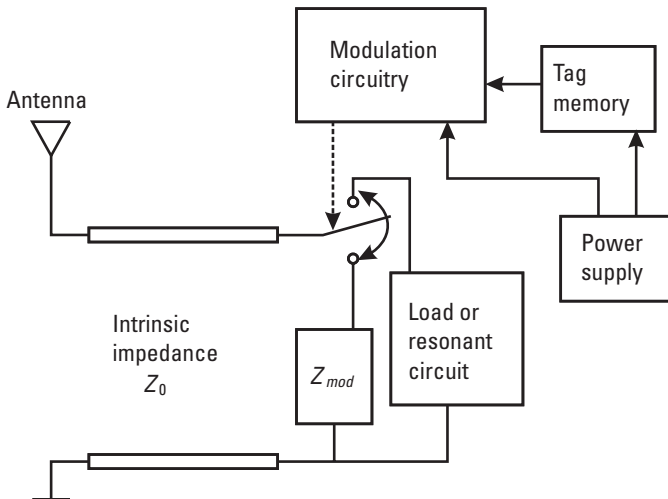 Modulation
circuitry
Tag
memory
Antenna
Power
supply
Intrinsic
impedance
Z0
Zmod
Load or
resonant
circuit